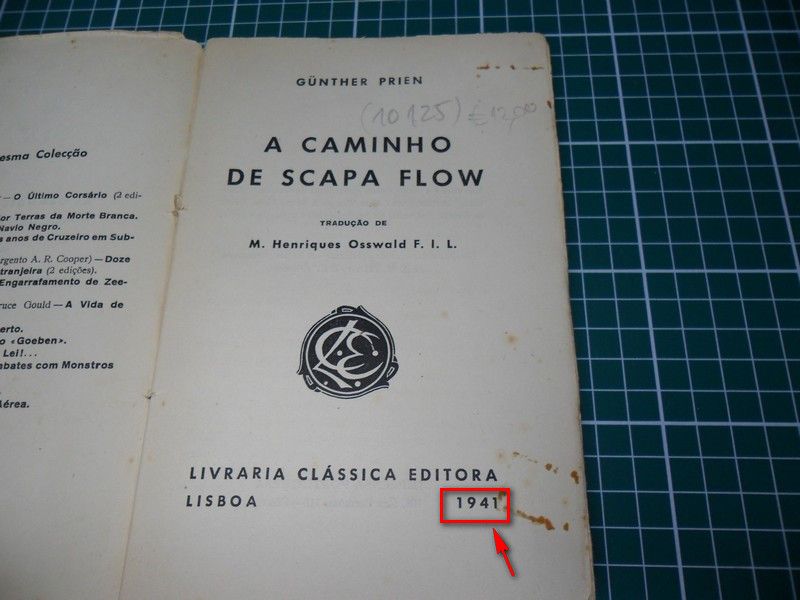 esma Colecção
— O Último Corsário (2 edi-
or Terras da Morte Branca.
Navio Negro.
s anos de Cruzeiro em Sub-
rgento A. R. Cooper) — Doze
tranjeira (2 edições).
Engarrafamento de Zee-
ruce Gould — A Vida de
erto.
o «Goeben».
Lei!...
mbates com Monstros
Aérea.
GÜNTHER PRIEN
(10125) €12,00
A CAMINHO
DE SCAPA FLOW
TRADUÇÃO DE
M. Henriques Osswald F. I. L.
LCE
LIVRARIA CLÁSSICA EDITORA
LISBOA 1941